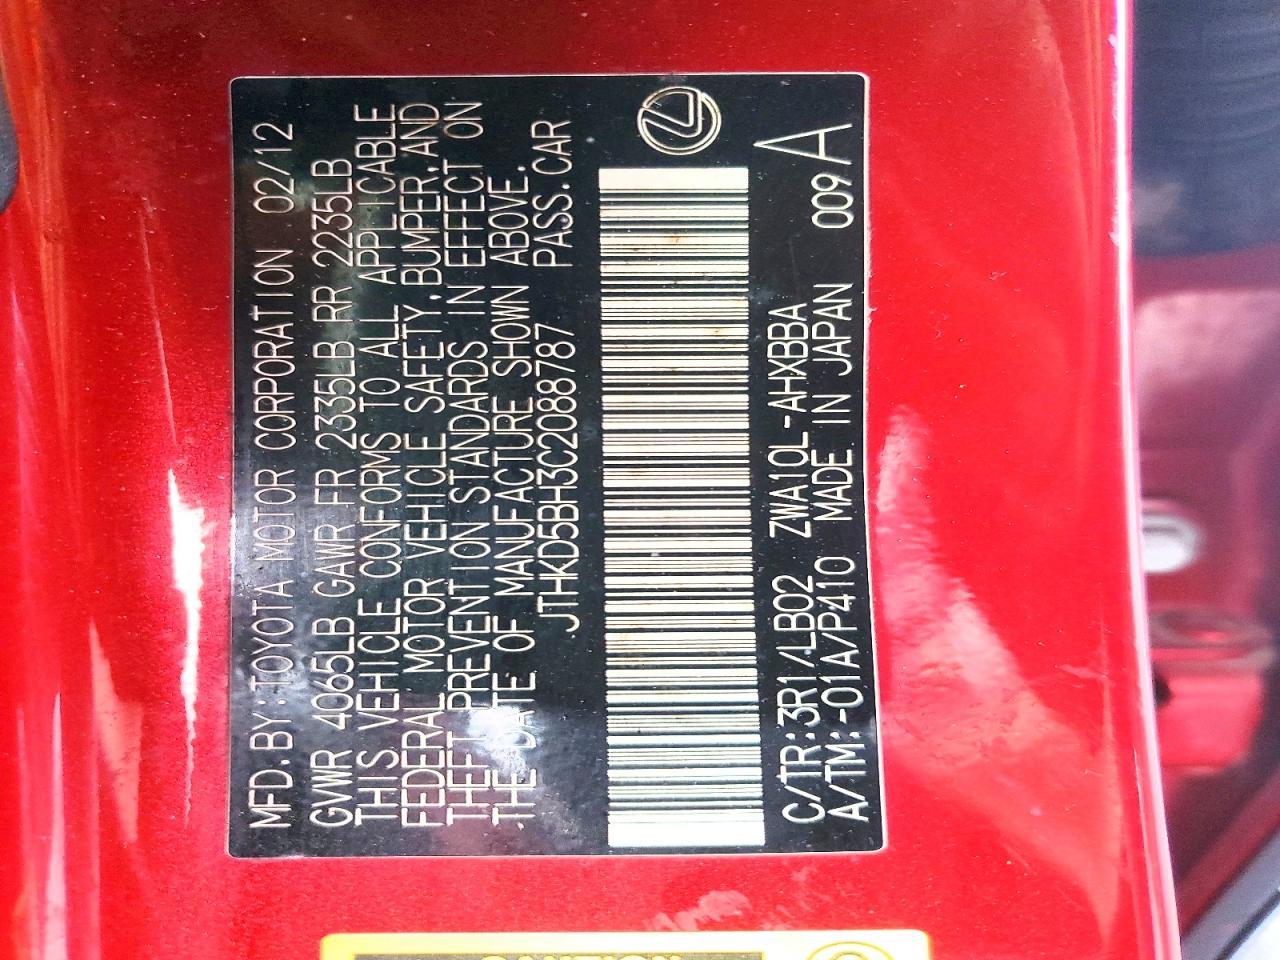 MFD.BY:TOYOTA MOTOR CORPORATION 02/12
GVWR 4065LB GAWR FR 2335LB RR 2235LB
THIS VEHICLE CONFORMS TO ALL APPLICABLE
FEDERAL MOTOR VEHICLE SAFETY,BUMPER,AND
THEFT PREVENTION STANDARDS IN EFFECT ON
THE DATE OF MANUFACTURE SHOWN ABOVE.
JTHKD5BH3C2088787 PASS.CAR
C/TR:3R1/LB02 ZWA10L-AHXBBA
A/TM:-01A/P410 MADE IN JAPAN 009 A
CAUTION